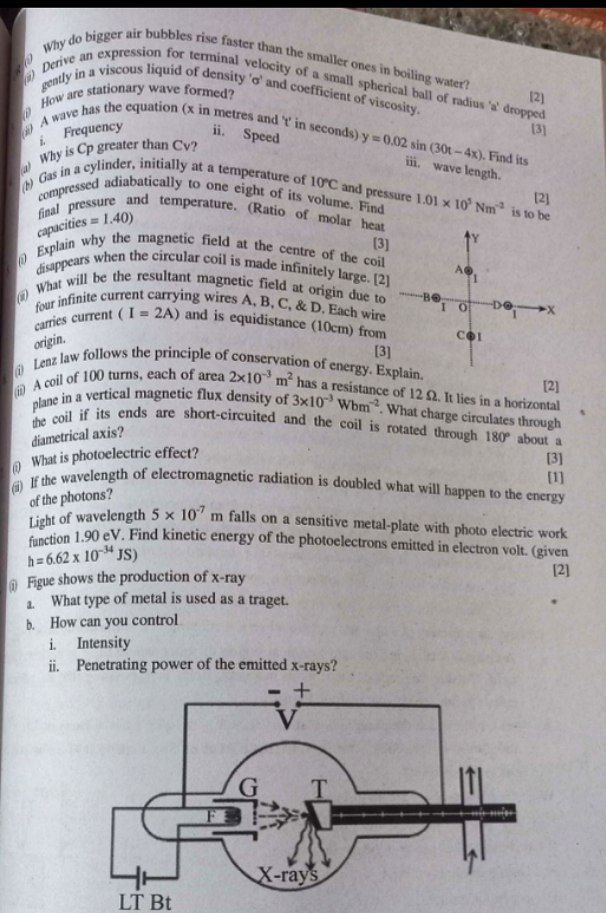 (i) Why do bigger air bubbles rise faster than the smaller ones in boiling water? [2]
(ii) Derive an expression for terminal velocity of a small spherical ball of radius 'a' dropped
gently in a viscous liquid of density 'σ' and coefficient of viscosity. [3]
(i) How are stationary wave formed?
(ii) A wave has the equation (x in metres and 't' in seconds) y = 0.02 sin (30t – 4x). Find its
i. Frequency ii. Speed iii. wave length. [2]
(a) Why is Cp greater than Cv?
(b) Gas in a cylinder, initially at a temperature of 10°C and pressure 1.01 × 10⁵ Nm⁻² is to be
compressed adiabatically to one eight of its volume. Find
final pressure and temperature. (Ratio of molar heat
capacities = 1.40) [3]
(i) Explain why the magnetic field at the centre of the coil
disappears when the circular coil is made infinitely large. [2]
(ii) What will be the resultant magnetic field at origin due to
four infinite current carrying wires A, B, C, & D. Each wire
carries current ( I = 2A) and is equidistance (10cm) from
origin. [3]
Y
A I
B I O D I X
C I
(i) Lenz law follows the principle of conservation of energy. Explain. [2]
(ii) A coil of 100 turns, each of area 2×10⁻³ m² has a resistance of 12 Ω. It lies in a horizontal
plane in a vertical magnetic flux density of 3×10⁻³ Wbm⁻². What charge circulates through
the coil if its ends are short-circuited and the coil is rotated through 180° about a
diametrical axis? [3]
(i) What is photoelectric effect? [1]
(ii) If the wavelength of electromagnetic radiation is doubled what will happen to the energy
of the photons?
Light of wavelength 5 × 10⁻⁷ m falls on a sensitive metal-plate with photo electric work
function 1.90 eV. Find kinetic energy of the photoelectrons emitted in electron volt. (given
h = 6.62 x 10⁻³⁴ JS) [2]
(i) Figue shows the production of x-ray
a. What type of metal is used as a traget.
b. How can you control
i. Intensity
ii. Penetrating power of the emitted x-rays?
- +
V
G T
F
X-rays
LT Bt